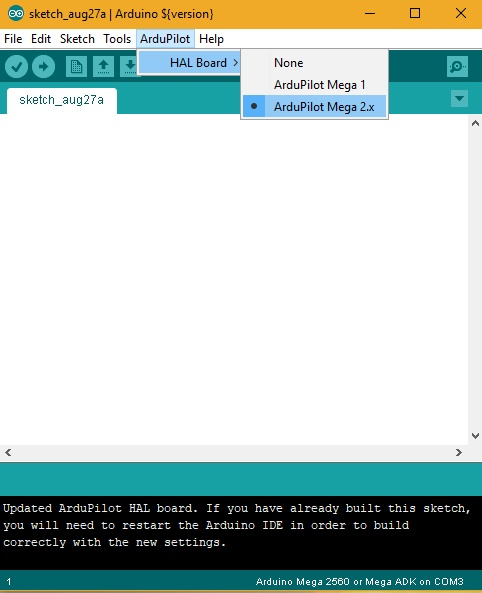 sketch_aug27a | Arduino ${version}
File Edit Sketch Tools ArduPilot Help
HAL Board
None
ArduPilot Mega 1
ArduPilot Mega 2.x
sketch_aug27a
Updated ArduPilot HAL board. If you have already built this sketch,
you will need to restart the Arduino IDE in order to build
correctly with the new settings.
1 Arduino Mega 2560 or Mega ADK on COM3